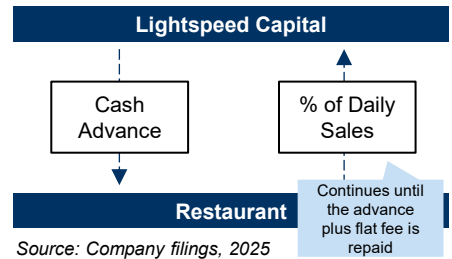 Lightspeed Capital
Cash
Advance
% of Daily
Sales
Restaurant
Continues until
the advance
plus flat fee is
repaid
Source: Company filings, 2025